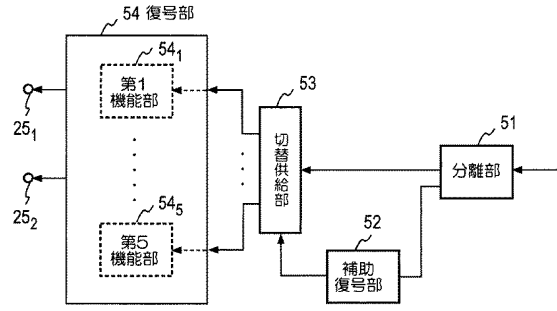 54 復号部
54₁
第1
機能部
53
切替供給部
51
分離部
25₁
25₂
54₅
第5
機能部
52
補助
復号部